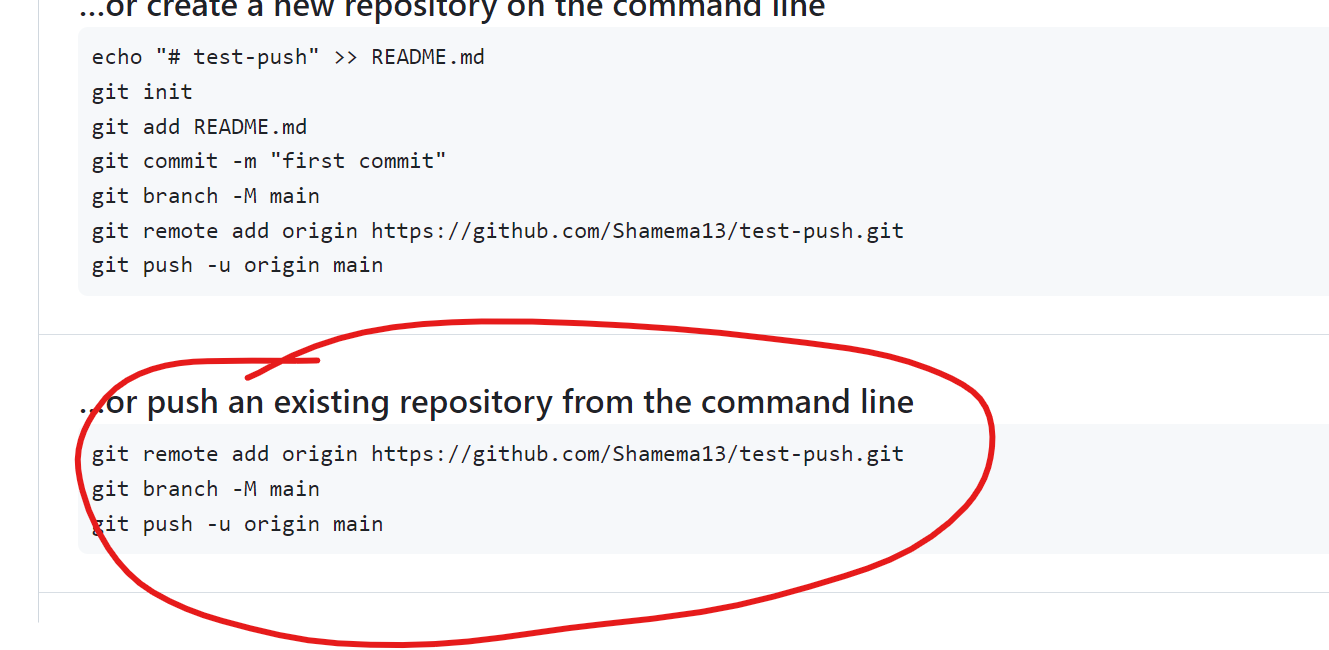 ...or create a new repository on the command line
echo "# test-push" >> README.md
git init
git add README.md
git commit -m "first commit"
git branch -M main
git remote add origin https://github.com/Shamema13/test-push.git
git push -u origin main
...or push an existing repository from the command line
git remote add origin https://github.com/Shamema13/test-push.git
git branch -M main
git push -u origin main